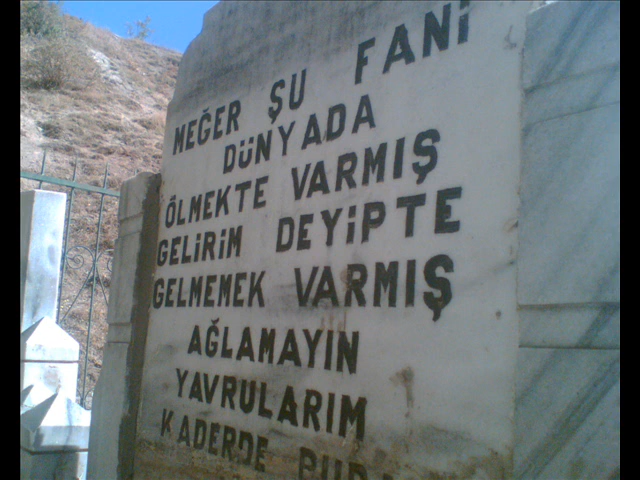 MEĞER ŞU FANİ
DÜNYADA
ÖLMEKTE VARMIŞ
GELİRİM DEYİPTE
GELMEMEK VARMIŞ
AĞLAMAYIN
YAVRULARIM
KADERDE